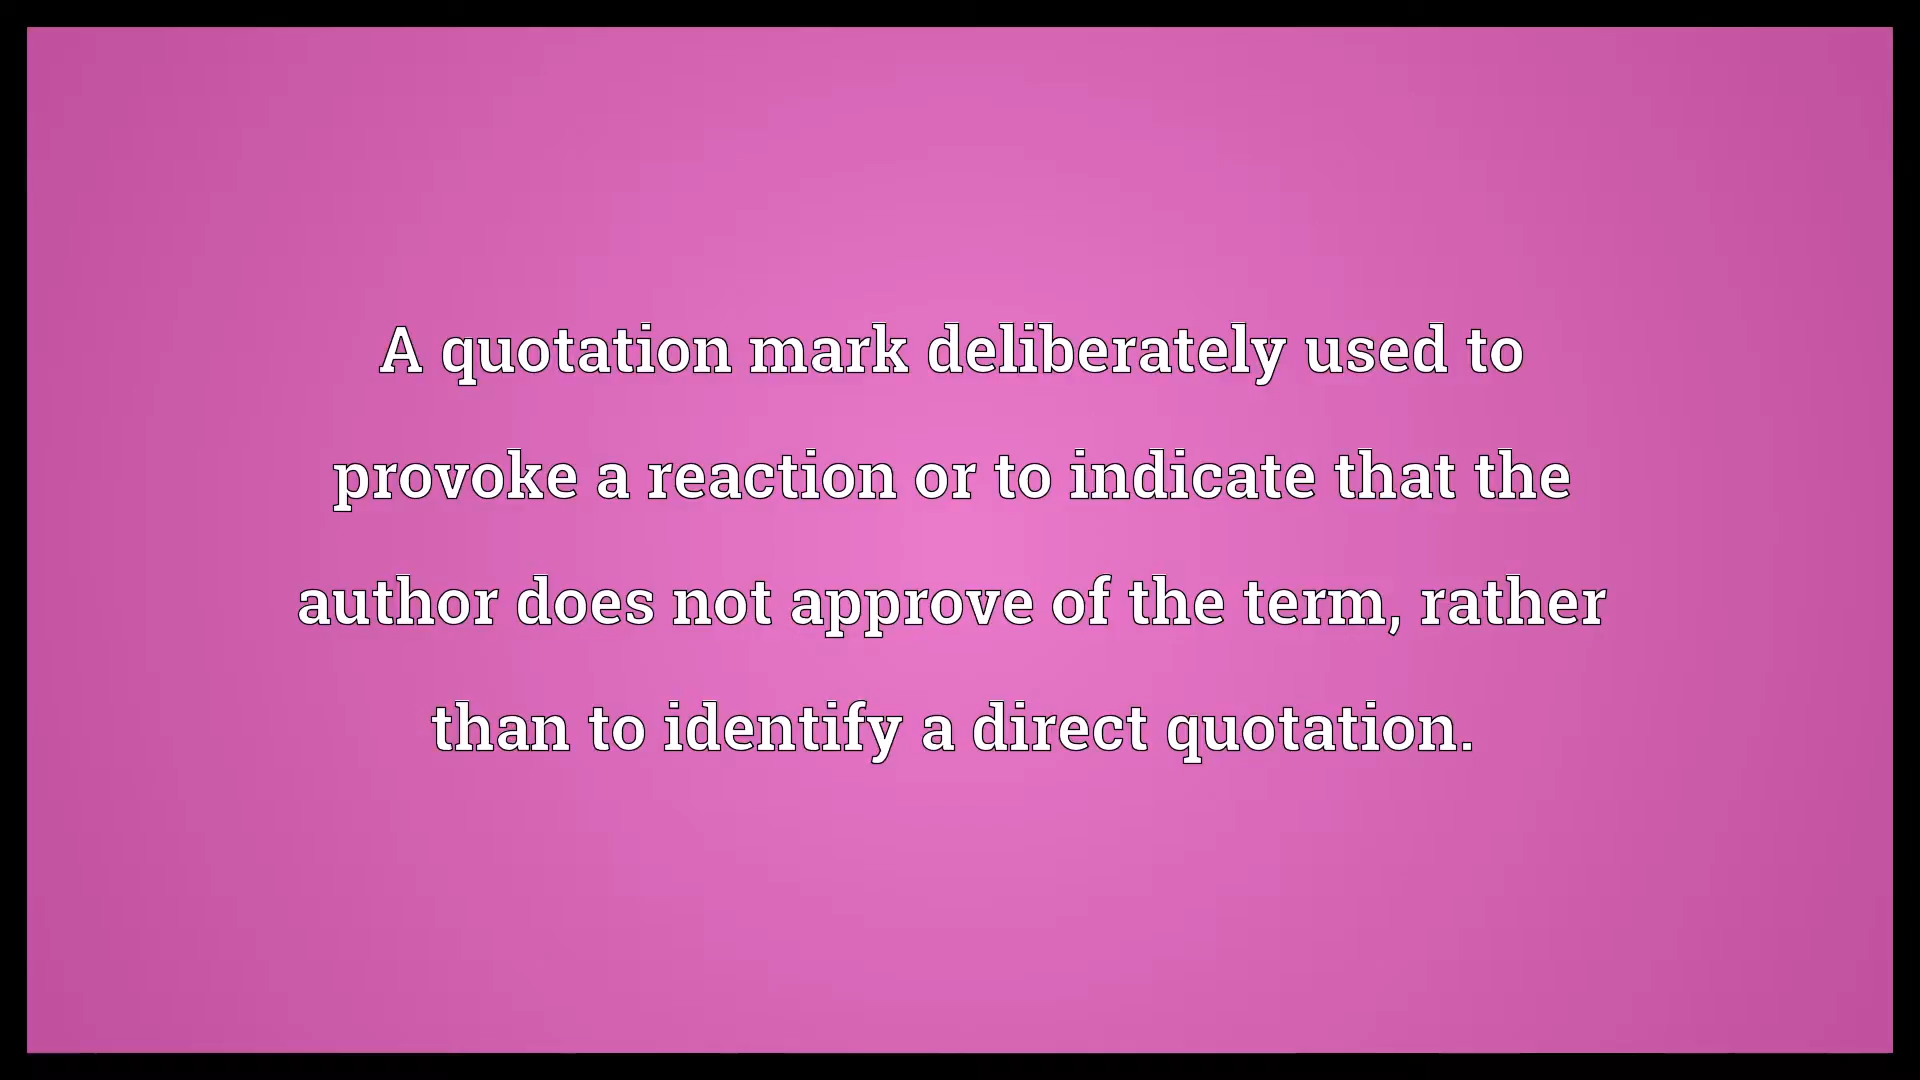 A quotation mark deliberately used to
provoke a reaction or to indicate that the
author does not approve of the term, rather
than to identify a direct quotation.